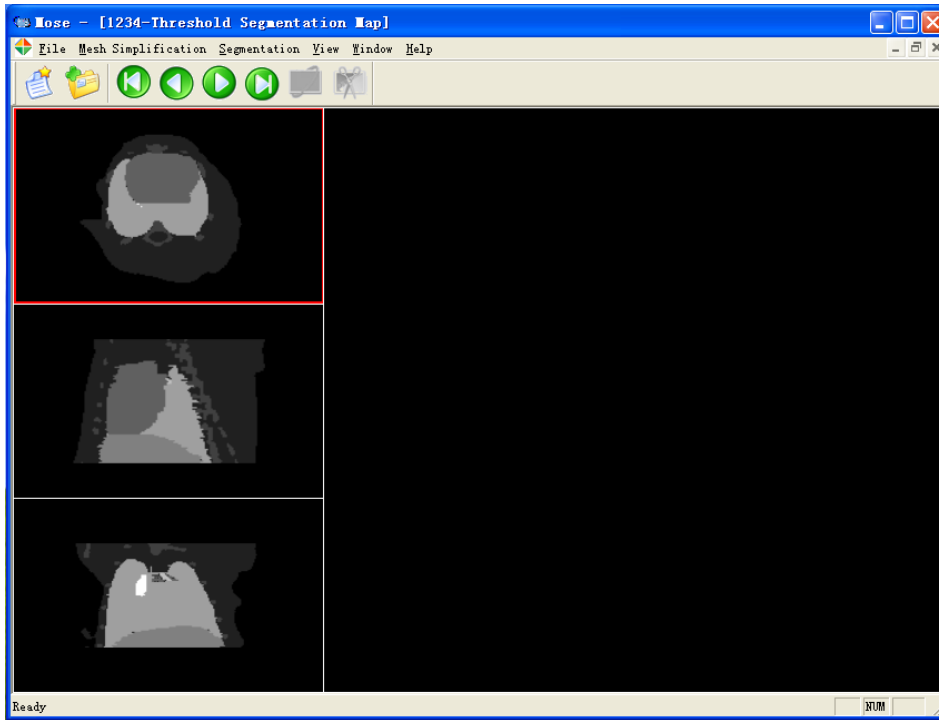 Mose - [1234-Threshold Segmentation Map]
File Mesh Simplification Segmentation View Window Help
Ready NUM